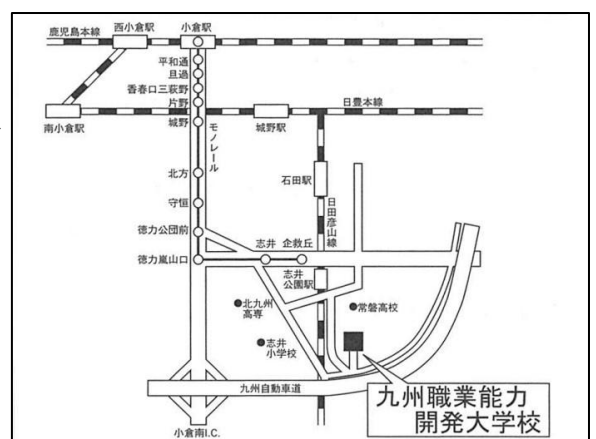 鹿児島本線
西小倉駅
小倉駅
平和通
旦過
香春口三萩野
片野
城野
南小倉駅
城野駅
日豊本線
モノレール
北方
守恒
徳力公団前
徳力嵐山口
石田駅
日田彦山線
志井
企救丘
志井
公園駅
北九州
高専
常磐高校
志井
小学校
九州自動車道
小倉南I.C.
九州職業能力
開発大学校